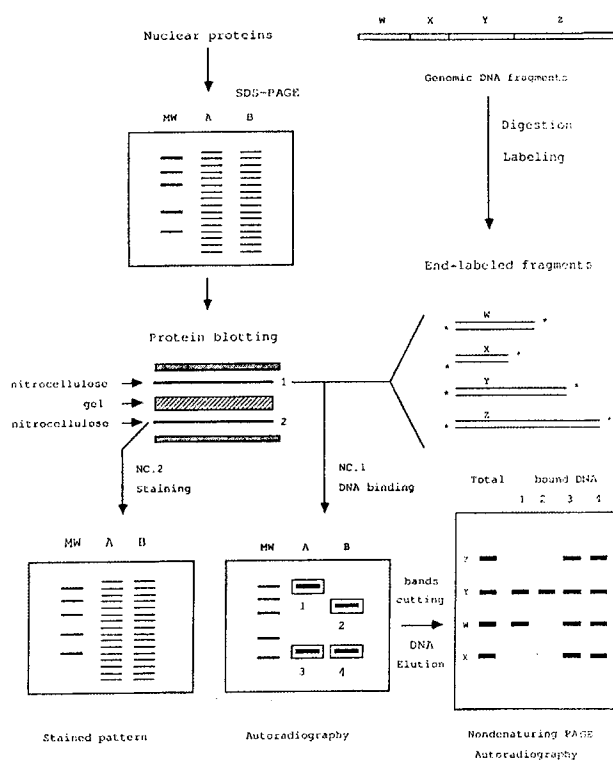 W X Y Z
Nuclear proteins
Genomic DNA fragments
SDS-PAGE
MW A B
Digestion
Labeling
End-labeled fragments
* W *
* X *
* Y *
* Z *
Protein blotting
nitrocellulose
1
gel
nitrocellulose
2
NC.2
Staining
NC.1
DNA binding
Total bound DNA
1 2 3 4
MW A B
MW A B
1
2
3 4
bands
cutting
DNA
Elution
Z
Y
W
X
Stained pattern
Autoradiography
Nondenaturing PAGE
Autoradiography